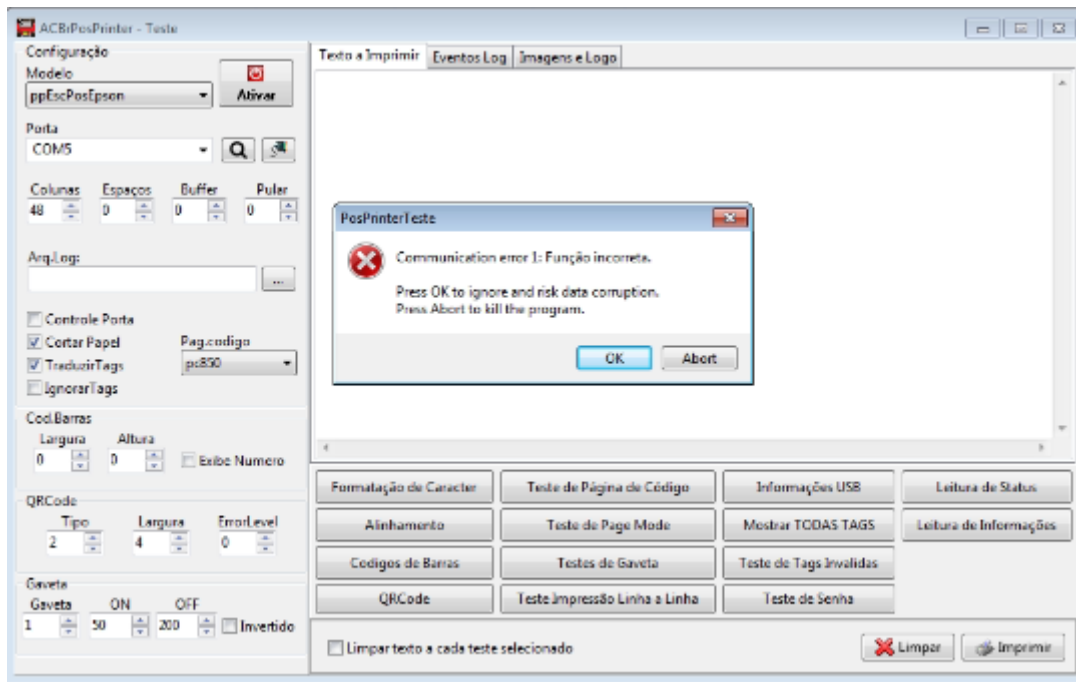 ACBrPosPrinter - Teste
Configuração
Modelo
ppEscPosEpson
Ativar
Porta
COM5
Colunas Espaços Buffer Pular
48 0 0 0
Arq.Log:
...
Controle Porta
Cortar Papel
Pag.codigo
TraduzirTags
pc850
IgnorarTags
Cod.Barras
Largura Altura
0 0 Exibe Numero
QRCode
Tipo Largura ErrorLevel
2 4 0
Gaveta
Gaveta ON OFF
1 50 200 Invertido
Texto a Imprimir Eventos Log Imagens e Logo
PosPrinterTeste
Communication error 1: Função incorreta.
Press OK to ignore and risk data corruption.
Press Abort to kill the program.
OK Abort
Formatação de Caracter Teste de Página de Código Informações USB Leitura de Status
Alinhamento Teste de Page Mode Mostrar TODAS TAGS Leitura de Informações
Codigos de Barras Testes de Gaveta Teste de Tags Invalidas
QRCode Teste Impressão Linha a Linha Teste de Senha
Limpar texto a cada teste selecionado Limpar Imprimir